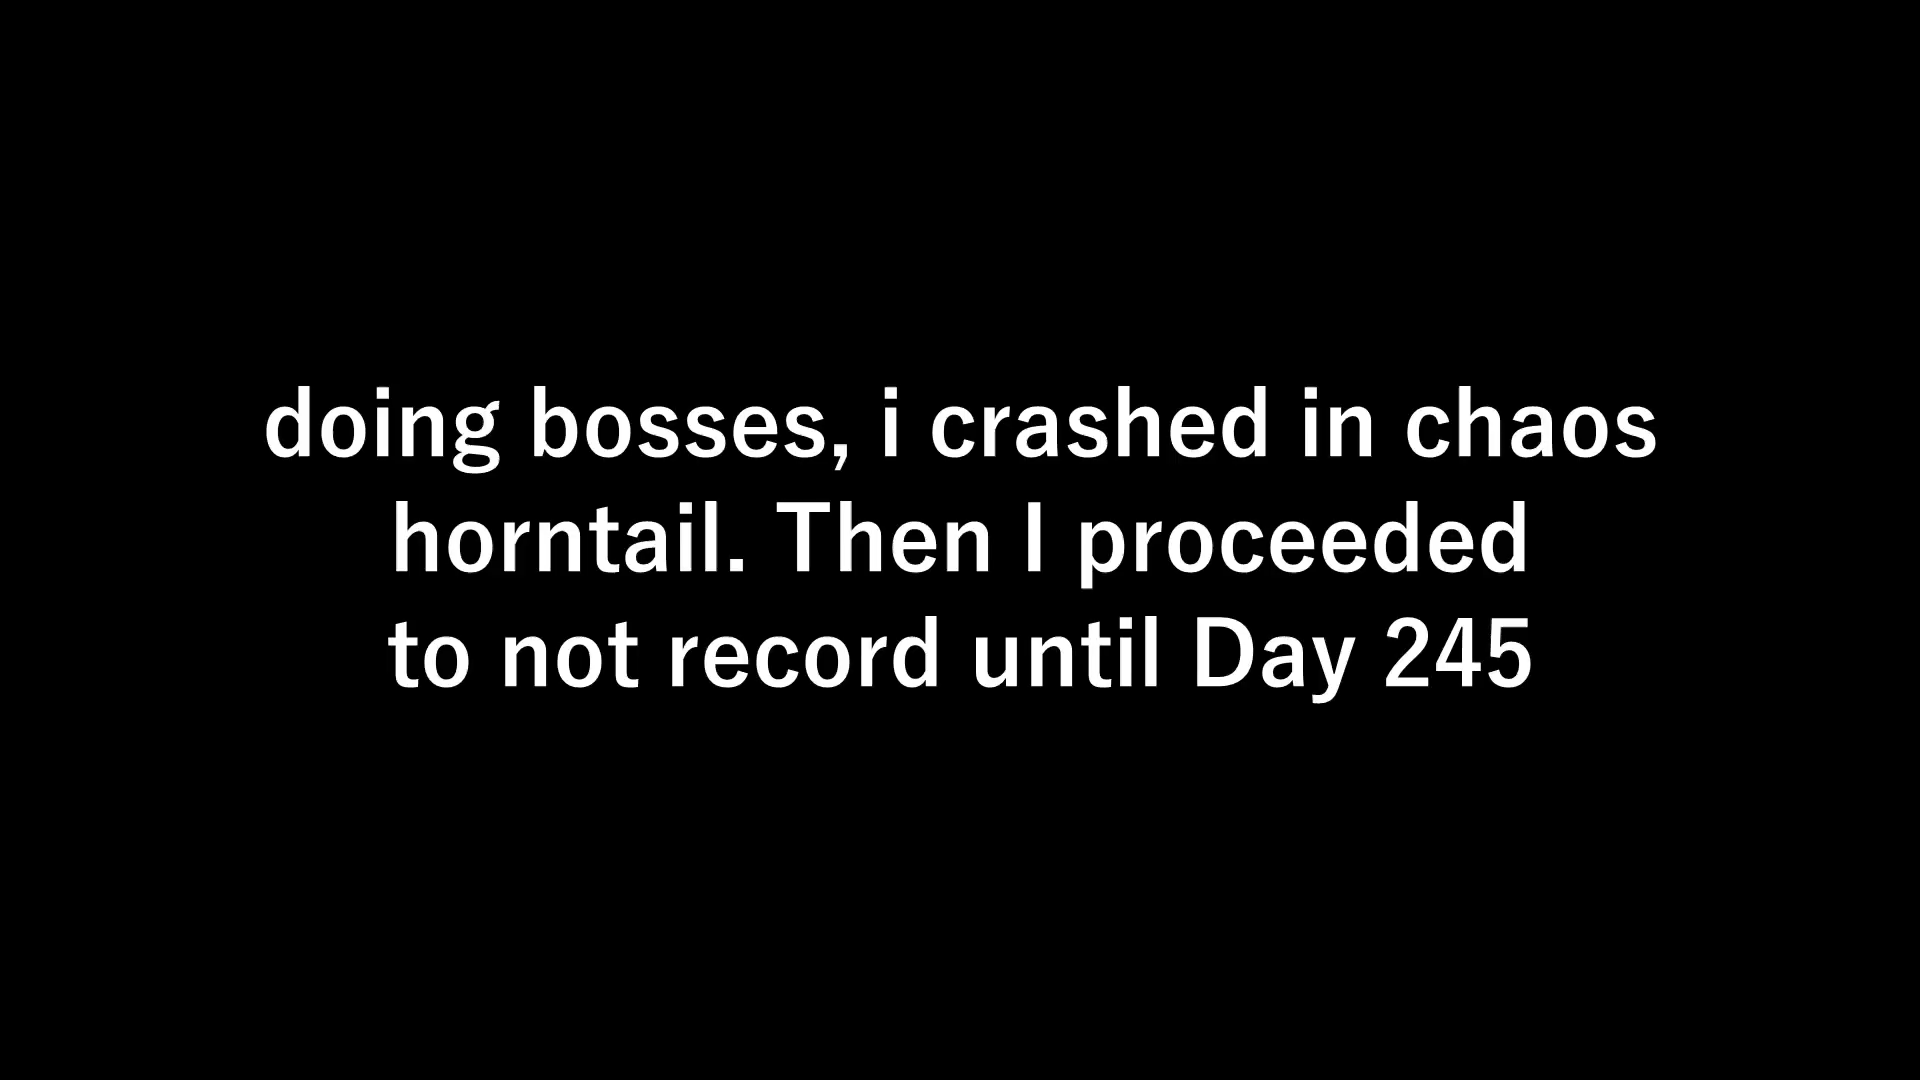 doing bosses, i crashed in chaos
horntail. Then I proceeded
to not record until Day 245